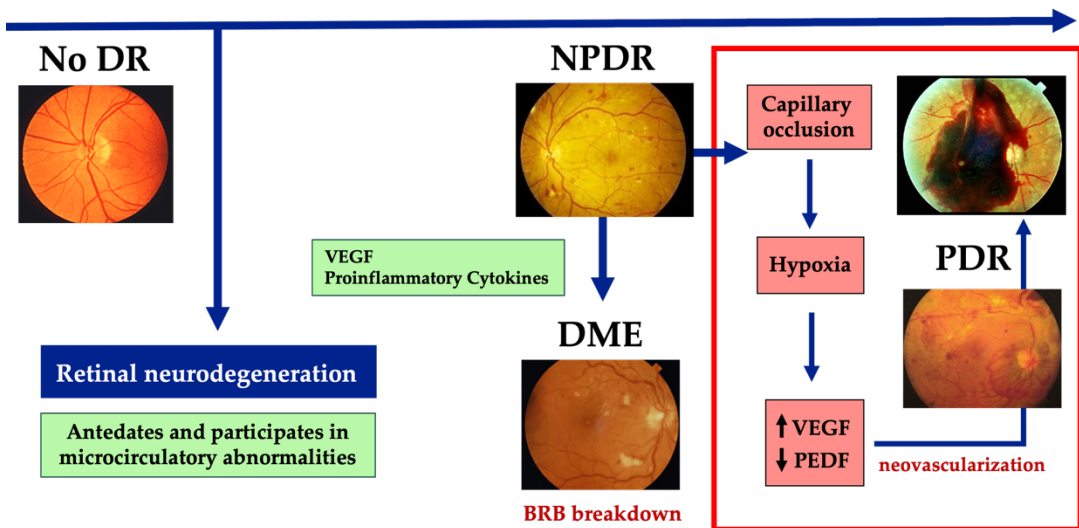 No DR
Retinal neurodegeneration
Antedates and participates in
microcirculatory abnormalities
NPDR
VEGF
Proinflammatory Cytokines
DME
BRB breakdown
Capillary
occlusion
Hypoxia
↑ VEGF
↓ PEDF
neovascularization
PDR